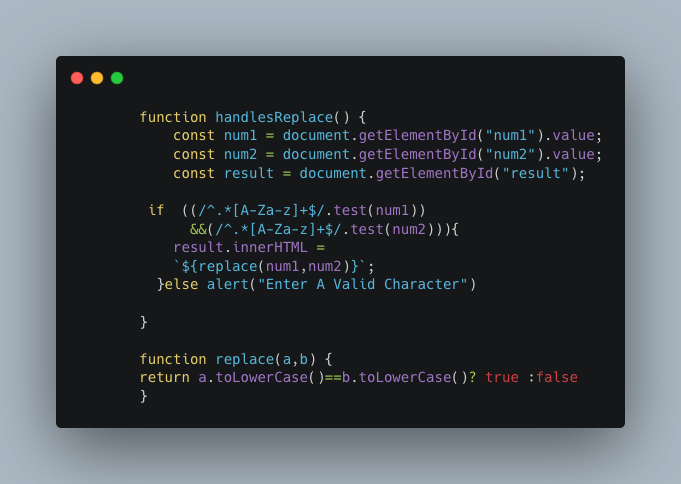 function handlesReplace() {
const num1 = document.getElementById("num1").value;
const num2 = document.getElementById("num2").value;
const result = document.getElementById("result");
if  ((/^.*[A-Za-z]+$/.test(num1))
&&(/^.*[A-Za-z]+$/.test(num2))){
result.innerHTML =
`${replace(num1,num2)}`;
}else alert("Enter A Valid Character")
}
function replace(a,b) {
return a.toLowerCase()==b.toLowerCase()? true :false
}